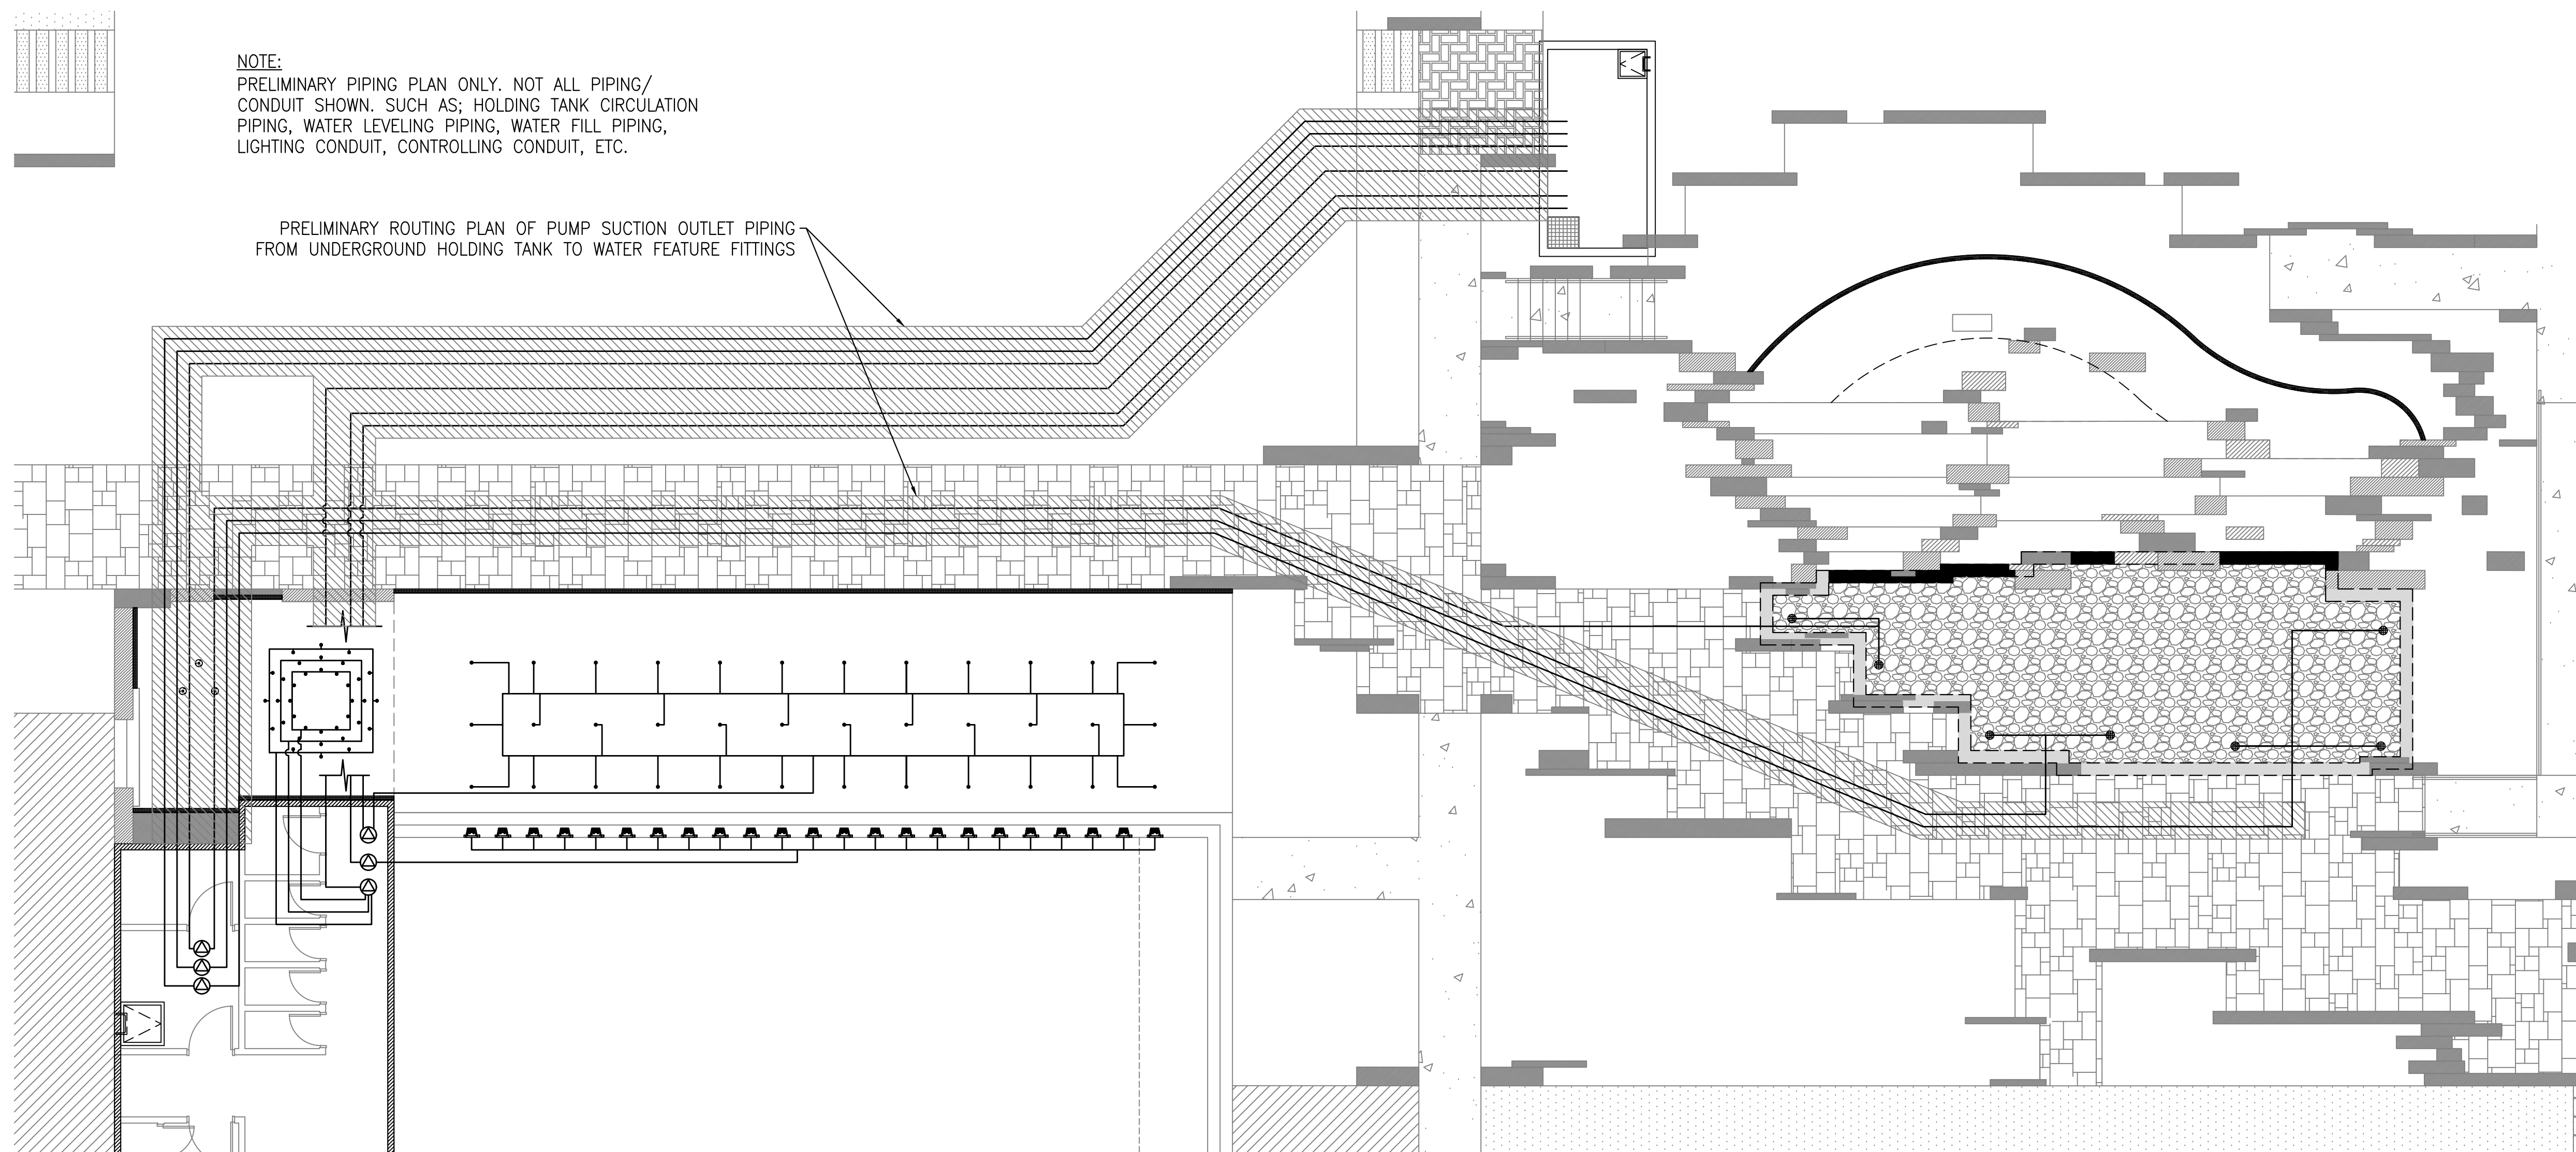 NOTE:
PRELIMINARY PIPING PLAN ONLY. NOT ALL PIPING/
CONDUIT SHOWN. SUCH AS; HOLDING TANK CIRCULATION
PIPING, WATER LEVELING PIPING, WATER FILL PIPING,
LIGHTING CONDUIT, CONTROLLING CONDUIT, ETC.
PRELIMINARY ROUTING PLAN OF PUMP SUCTION OUTLET PIPING
FROM UNDERGROUND HOLDING TANK TO WATER FEATURE FITTINGS